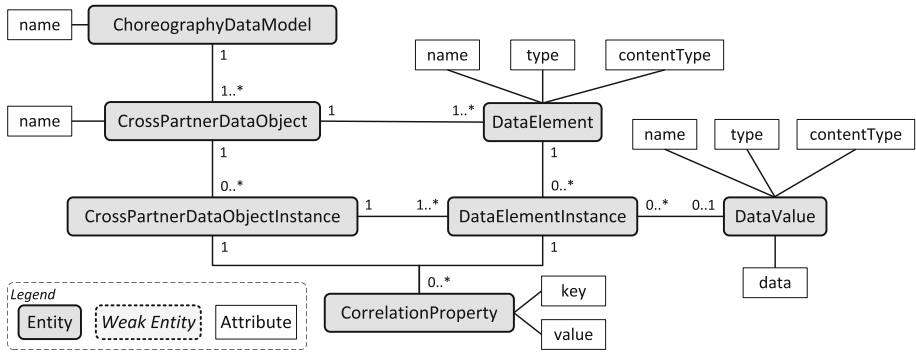 name
ChoreographyDataModel
1
1..*
name
type
contentType
name
CrossPartnerDataObject
1
1..*
DataElement
1
0..*
1
0..*
name
type
contentType
CrossPartnerDataObjectInstance
1
1..*
DataElementInstance
0..*
0..1
DataValue
1
1
0..*
data
Legend
Entity
Weak Entity
Attribute
CorrelationProperty
key
value